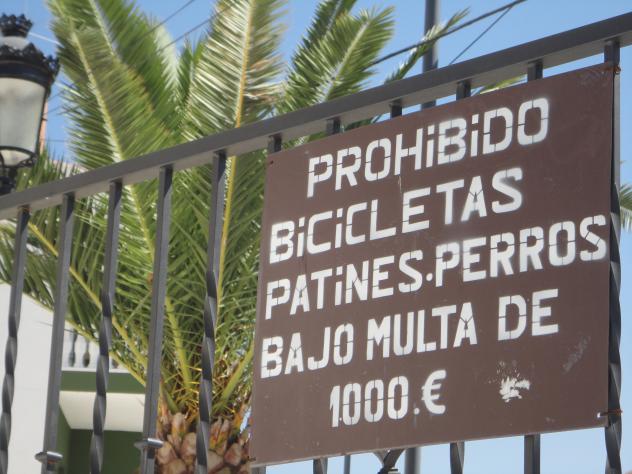 PROHiBiDO
BiCiCLETAS
PATiNES.PERROS
BAJO MULTA DE
1000.€